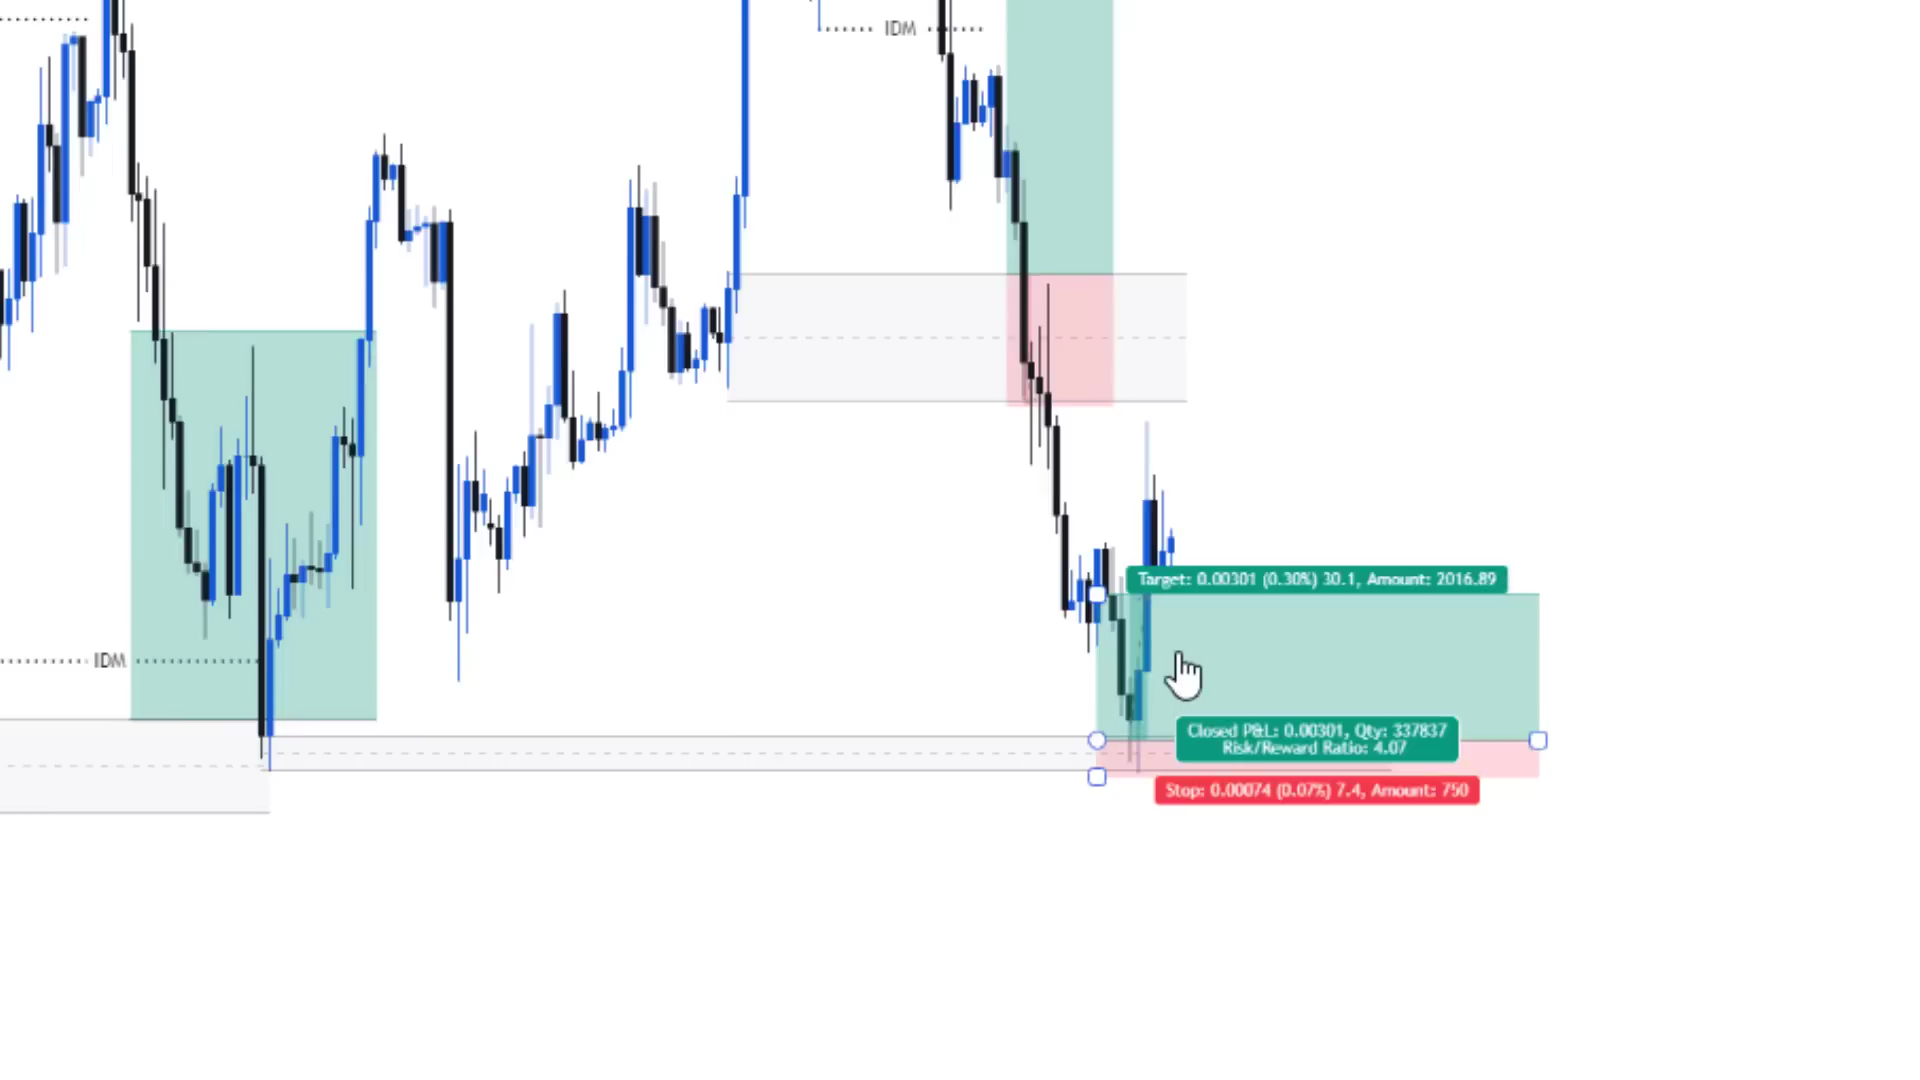 IDM
IDM
Target: 0.00301 (0.30%) 30.1, Amount: 2016.89
Closed P&L: 0.00301, Qty: 337837
Risk/Reward Ratio: 4.07
Stop: 0.00074 (0.07%) 7.4, Amount: 750